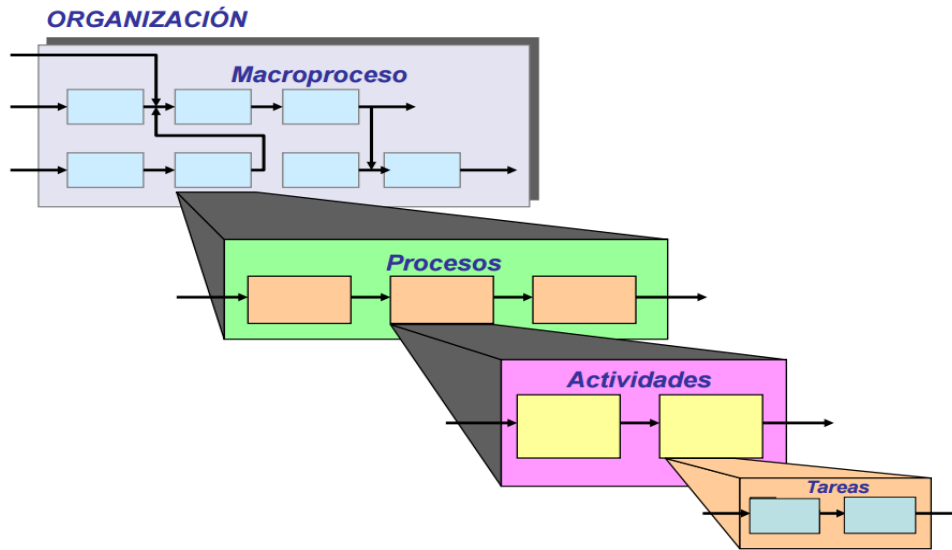 ORGANIZACIÓN
Macroproceso
Procesos
Actividades
Tareas